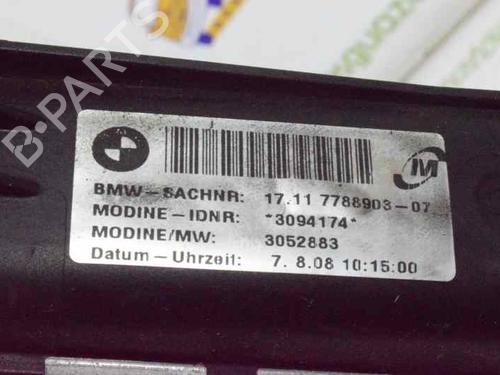 B-PARTS
BMW
M
BMW-SACHNR: 17.11 7788903-07
MODINE-IDNR: *3094174*
MODINE/MW: 3052883
Datum-Uhrzeit: 7. 8.08 10:15:00